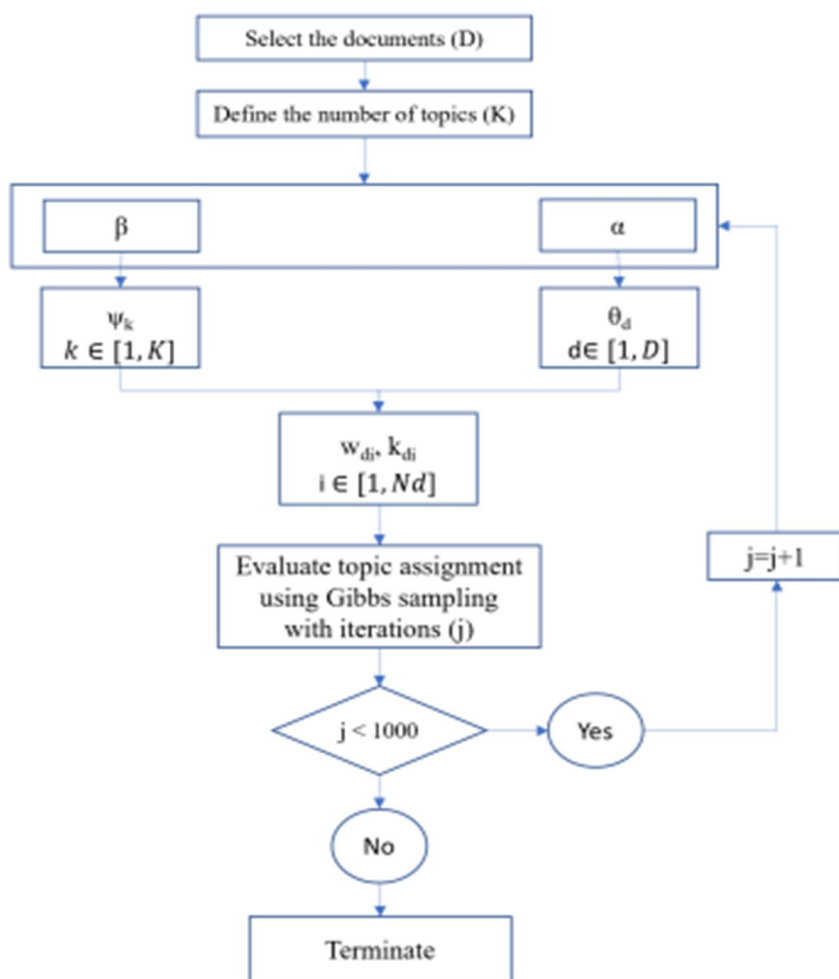 Select the documents (D)
Define the number of topics (K)
β
α
ψk
k ∈ [1, K]
θd
d∈ [1, D]
wdi, kdi
i ∈ [1, Nd]
Evaluate topic assignment
using Gibbs sampling
with iterations (j)
j=j+1
j < 1000
Yes
No
Terminate